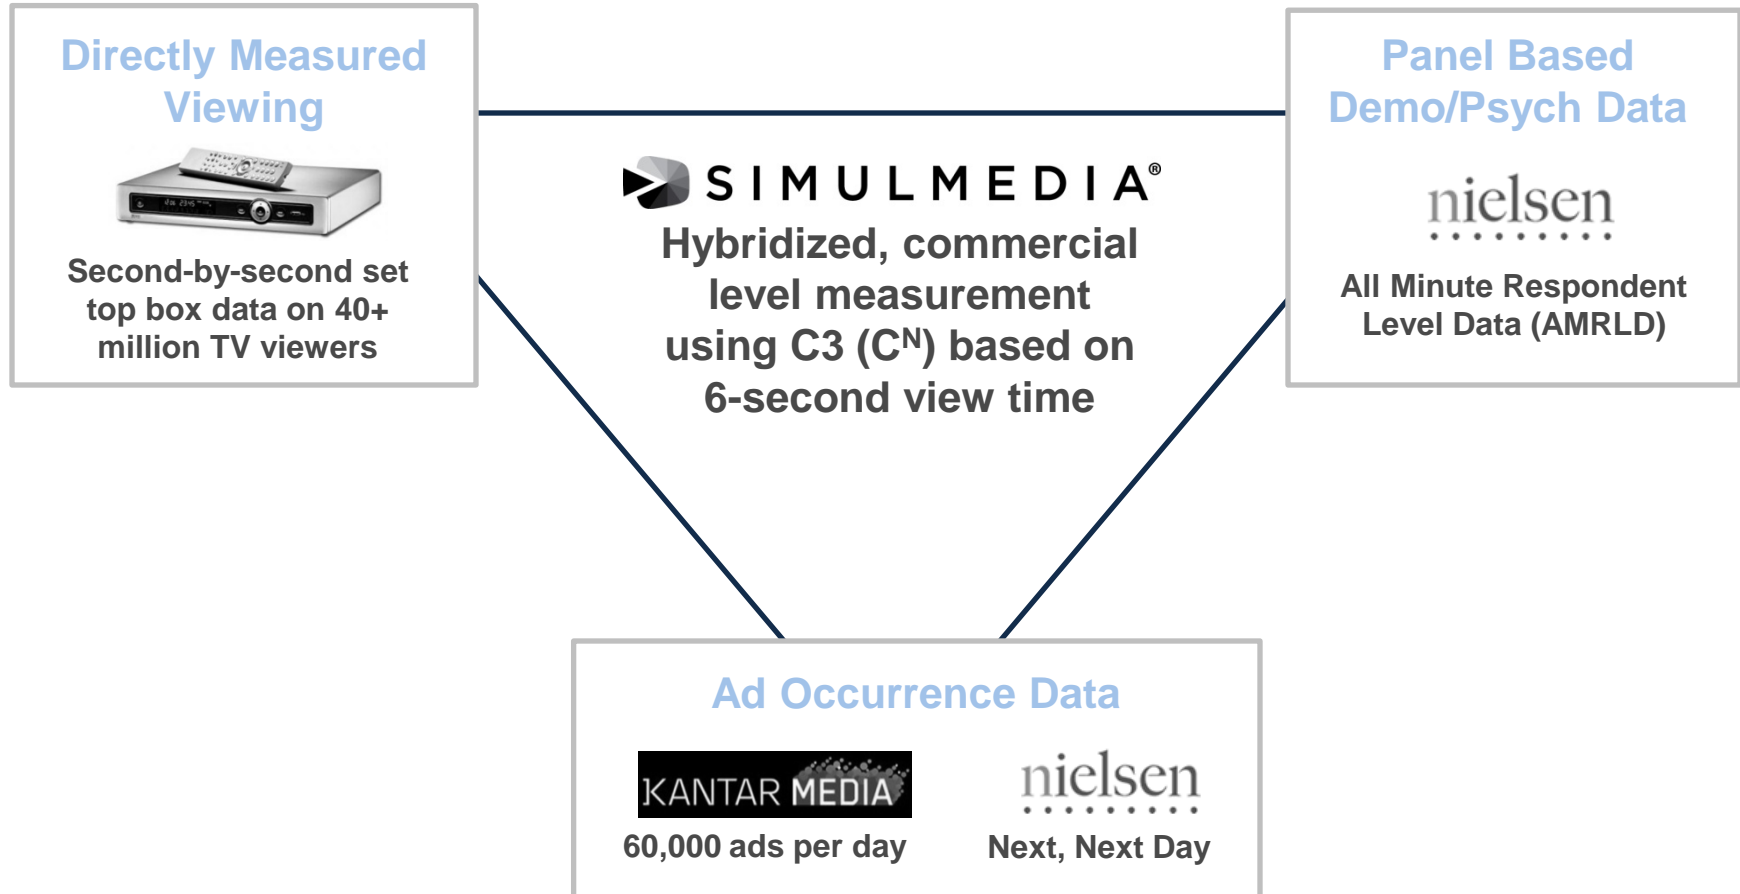 Directly Measured
Viewing
Second-by-second set
top box data on 40+
million TV viewers
SIMULMEDIA®
Hybridized, commercial
level measurement
using C3 (Cᴺ) based on
6-second view time
Panel Based
Demo/Psych Data
nielsen
All Minute Respondent
Level Data (AMRLD)
Ad Occurrence Data
KANTAR MEDIA
60,000 ads per day
nielsen
Next, Next Day